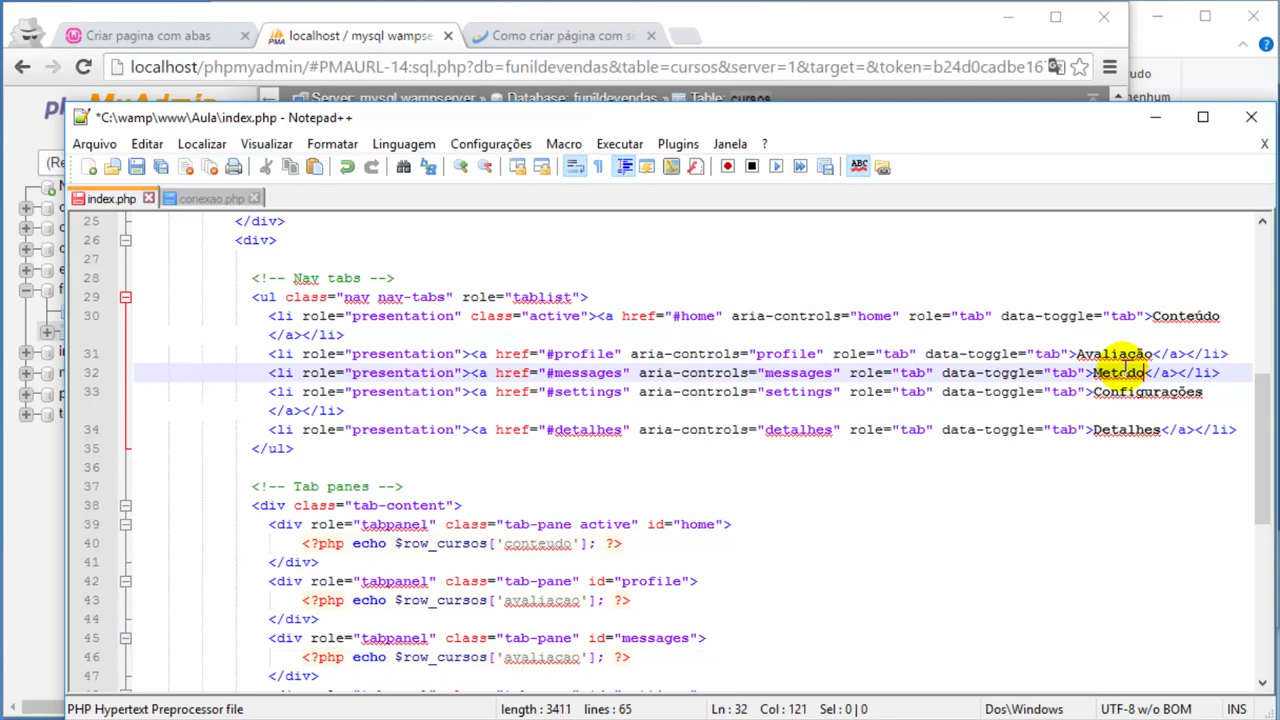 Criar pagina com abas
localhost / mysql wampse
Como criar página com si
localhost/phpmyadmin/#PMAURL-14:sql.php?db=funildevendas&table=cursos&server=1&target=&token=b24d0cadbe16
Server: mysql wampserver » Database: funildevendas » Table: cursos
*C:\wamp\www\Aula\index.php - Notepad++
Arquivo Editar Localizar Visualizar Formatar Linguagem Configurações Macro Executar Plugins Janela ? X
index.php conexao.php
25 </div>
26 <div>
27
28 <!-- Nav tabs -->
29 <ul class="nav nav-tabs" role="tablist">
30 <li role="presentation" class="active"><a href="#home" aria-controls="home" role="tab" data-toggle="tab">Conteúdo
</a></li>
31 <li role="presentation"><a href="#profile" aria-controls="profile" role="tab" data-toggle="tab">Avaliação</a></li>
32 <li role="presentation"><a href="#messages" aria-controls="messages" role="tab" data-toggle="tab">Metodo</a></li>
33 <li role="presentation"><a href="#settings" aria-controls="settings" role="tab" data-toggle="tab">Configurações
</a></li>
34 <li role="presentation"><a href="#detalhes" aria-controls="detalhes" role="tab" data-toggle="tab">Detalhes</a></li>
35 </ul>
36
37 <!-- Tab panes -->
38 <div class="tab-content">
39 <div role="tabpanel" class="tab-pane active" id="home">
40 <?php echo $row_cursos['conteudo']; ?>
41 </div>
42 <div role="tabpanel" class="tab-pane" id="profile">
43 <?php echo $row_cursos['avaliacao']; ?>
44 </div>
45 <div role="tabpanel" class="tab-pane" id="messages">
46 <?php echo $row_cursos['avaliacao']; ?>
47 </div>
PHP Hypertext Preprocessor file length : 3411 lines : 65 Ln : 32 Col : 121 Sel : 0 | 0 Dos\Windows UTF-8 w/o BOM INS